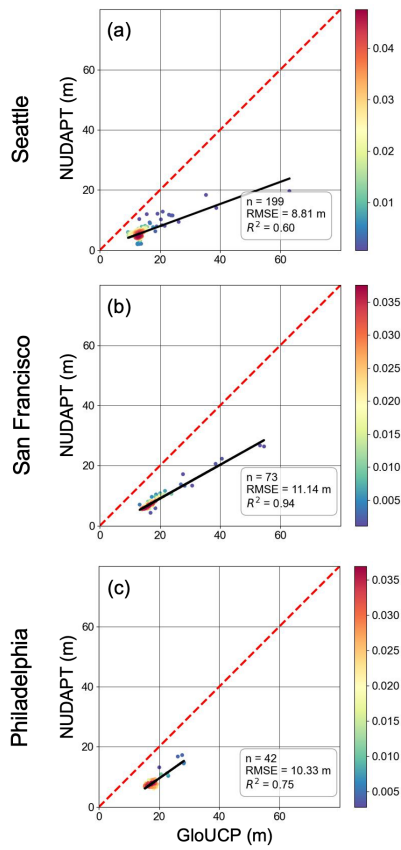 Seattle
(a)
NUDAPT (m)
80
60
40
20
0
0 20 40 60
n = 199
RMSE = 8.81 m
R² = 0.60
0.04
0.03
0.02
0.01
San Francisco
(b)
NUDAPT (m)
60
40
20
0
0 20 40 60
n = 73
RMSE = 11.14 m
R² = 0.94
0.035
0.030
0.025
0.020
0.015
0.010
0.005
Philadelphia
(c)
NUDAPT (m)
60
40
20
0
0 20 40 60
GloUCP (m)
n = 42
RMSE = 10.33 m
R² = 0.75
0.035
0.030
0.025
0.020
0.015
0.010
0.005